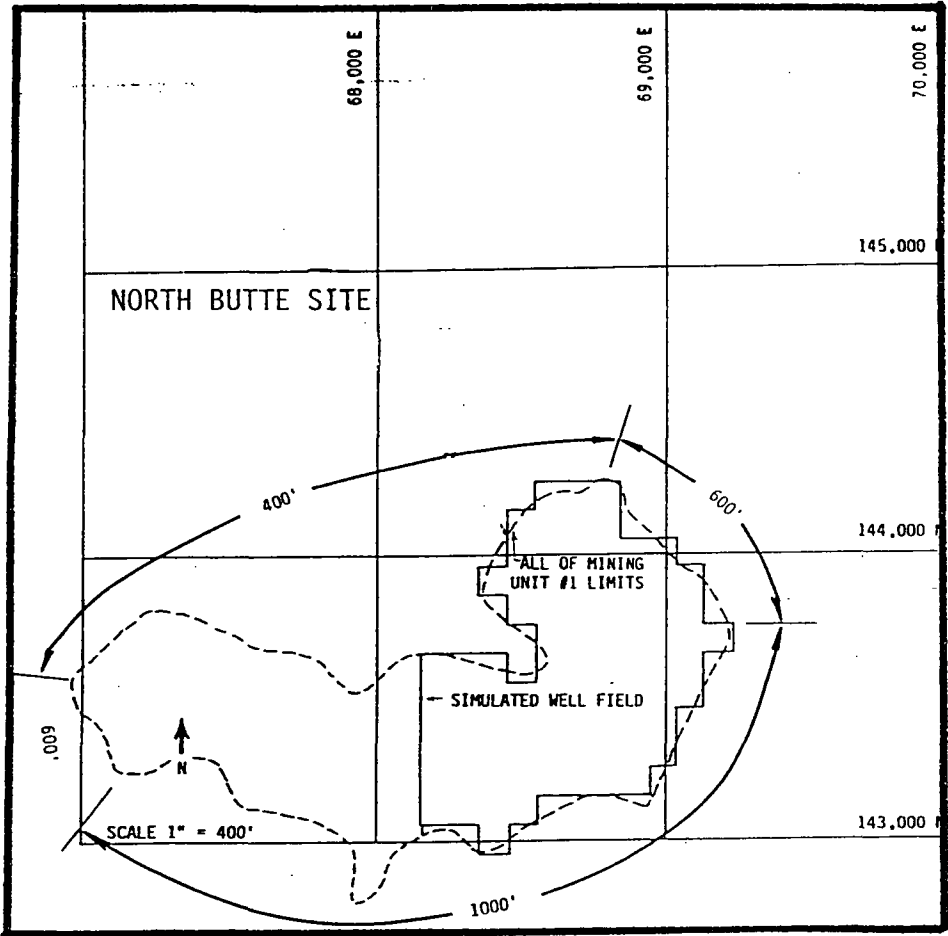 68,000 E
69,000 E
70,000 E
145,000
NORTH BUTTE SITE
400'
600'
144,000
ALL OF MINING
UNIT #1 LIMITS
SIMULATED WELL FIELD
600'
N
SCALE 1" = 400'
143,000
1000'